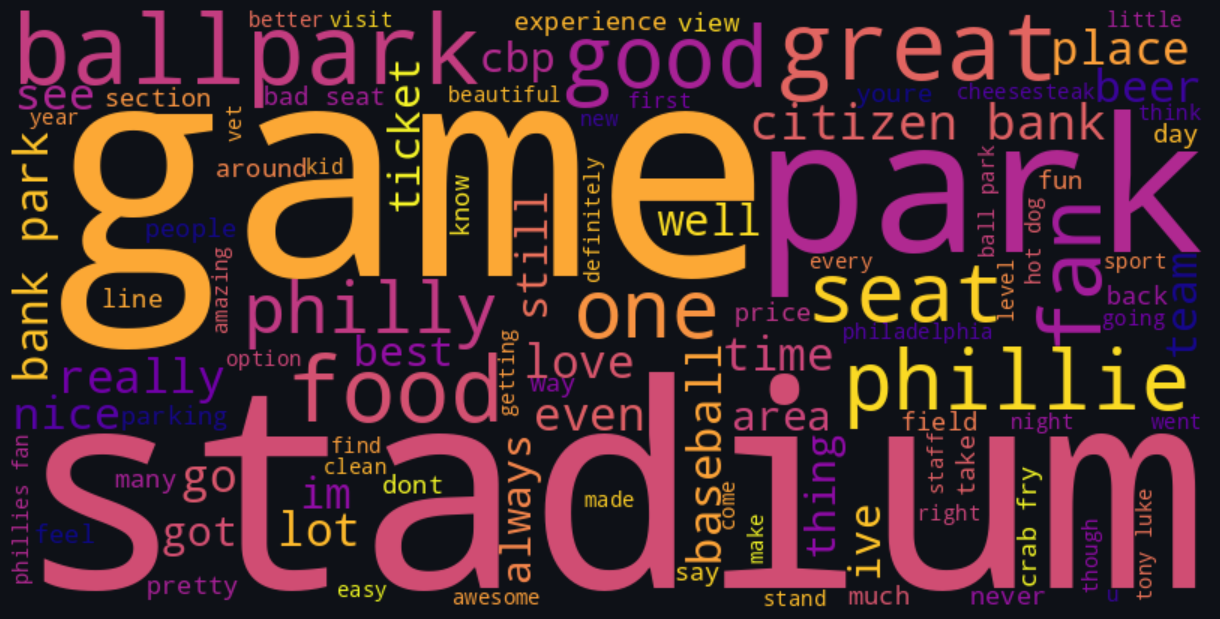 ballpark
better
visit
experience
view
good
great
little
place
cbp
see
section
bad seat
ticket
beautiful
first
youre
cheesesteak
beer
year
vet
new
citizen bank
think
day
bank park
game
around
kid
know
still
definitely
well
park
ball park
hot dog
fun
fan
people
amazing
line
philly
one
price
every
seat
level
sport
back
going
team
philadelphia
bank
really
option
best
food
getting
love
way
baseball
time
phillie
nice
parking
even
area
field
night
went
phillies fan
stadium
many
go
find
clean
im
dont
always
made
come
thing
staff
take
right
feel
got
lot
make
ive
crab fry
though
tony luke
pretty
easy
awesome
say
stand
much
never
u